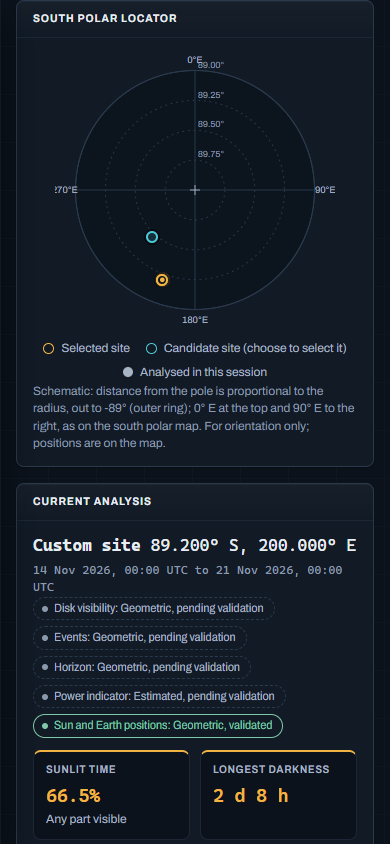 SOUTH POLAR LOCATOR
0°E
89.00°
89.25°
89.50°
89.75°
270°E
90°E
180°E
Selected site
Candidate site (choose to select it)
Analysed in this session
Schematic: distance from the pole is proportional to the
radius, out to -89° (outer ring); 0° E at the top and 90° E to the
right, as on the south polar map. For orientation only;
positions are on the map.
CURRENT ANALYSIS
Custom site 89.200° S, 200.000° E
14 Nov 2026, 00:00 UTC to 21 Nov 2026, 00:00
UTC
Disk visibility: Geometric, pending validation
Events: Geometric, pending validation
Horizon: Geometric, pending validation
Power indicator: Estimated, pending validation
Sun and Earth positions: Geometric, validated
SUNLIT TIME
66.5%
Any part visible
LONGEST DARKNESS
2 d 8 h